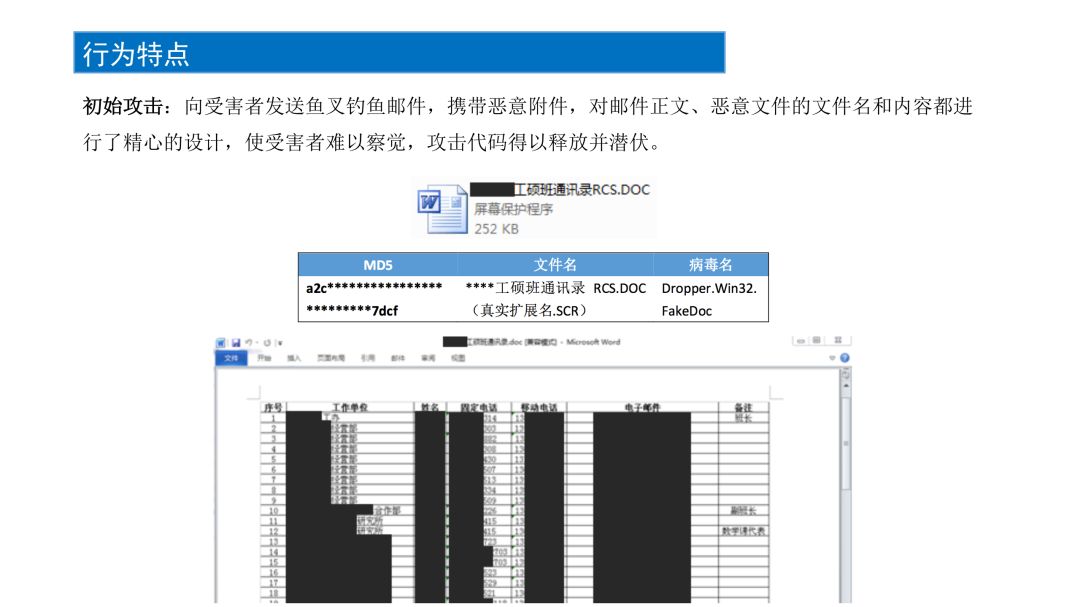 行为特点
初始攻击：向受害者发送鱼叉钓鱼邮件，携带恶意附件，对邮件正文、恶意文件的文件名和内容都进
行了精心的设计，使受害者难以察觉，攻击代码得以释放并潜伏。
工硕班通讯录RCS.DOC
屏幕保护程序
252 KB
MD5 文件名 病毒名
a2c**************** ****工硕班通讯录 RCS.DOC Dropper.Win32.
*********7dcf （真实扩展名.SCR） FakeDoc
工硕班通讯录.doc [兼容模式] - Microsoft Word
文件 开始 插入 页面布局 引用 邮件 审阅 视图
序号 工作单位 姓名 固定电话 移动电话 电子邮件 备注
1 工办 314 13 班长
2 经营部 303 13
3 经营部 882 13
4 经营部 308 13
5 经营部 430 13
6 经营部 507 13
7 经营部 513 13
8 经营部 334 13
9 经营部 509 13
10 合作部 226 13 副班长
11 研究所 415 13
12 研究所 415 13 数学课代表
13 723 13
14 703 13
15 703 13
16 523 13
17 529 13
18 521 13